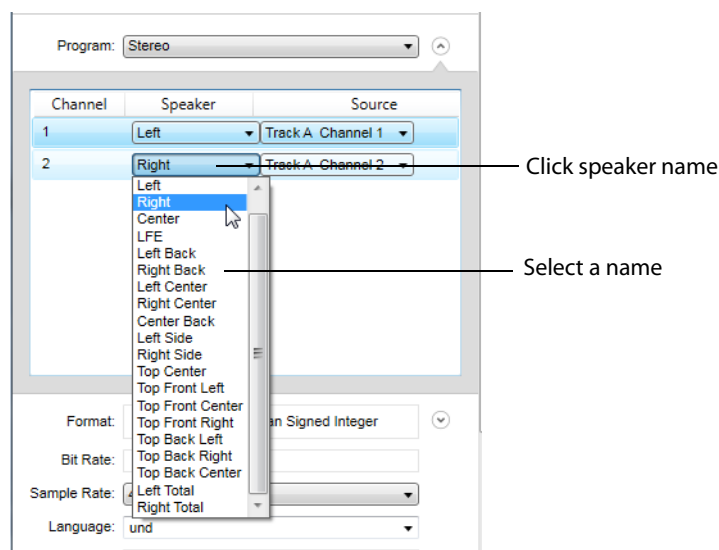 Program: Stereo
Channel Speaker Source
1 Left Track A Channel 1
2 Right Track A Channel 2
Click speaker name
Left
Right
Center
LFE
Left Back
Right Back
Select a name
Left Center
Right Center
Center Back
Left Side
Right Side
Top Center
Top Front Left
Top Front Center
Top Front Right
Top Back Left
Top Back Right
Top Back Center
Left Total
Right Total
Format: an Signed Integer
Bit Rate:
Sample Rate:
Language: und